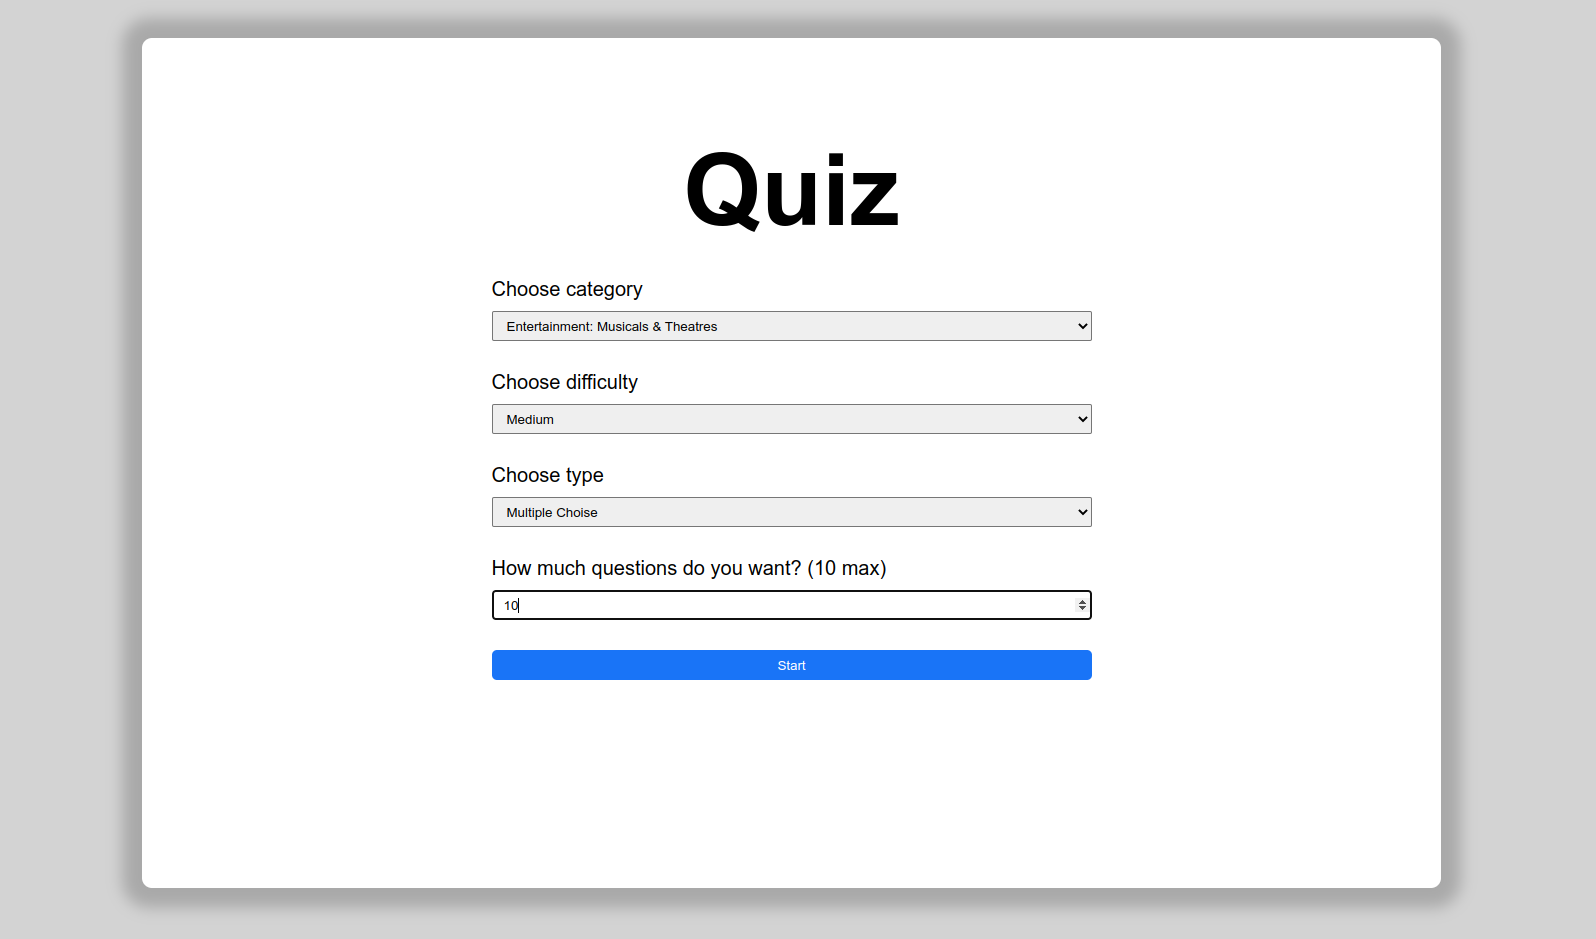 Quiz
Choose category
Entertainment: Musicals & Theatres
Choose difficulty
Medium
Choose type
Multiple Choise
How much questions do you want? (10 max)
10
Start